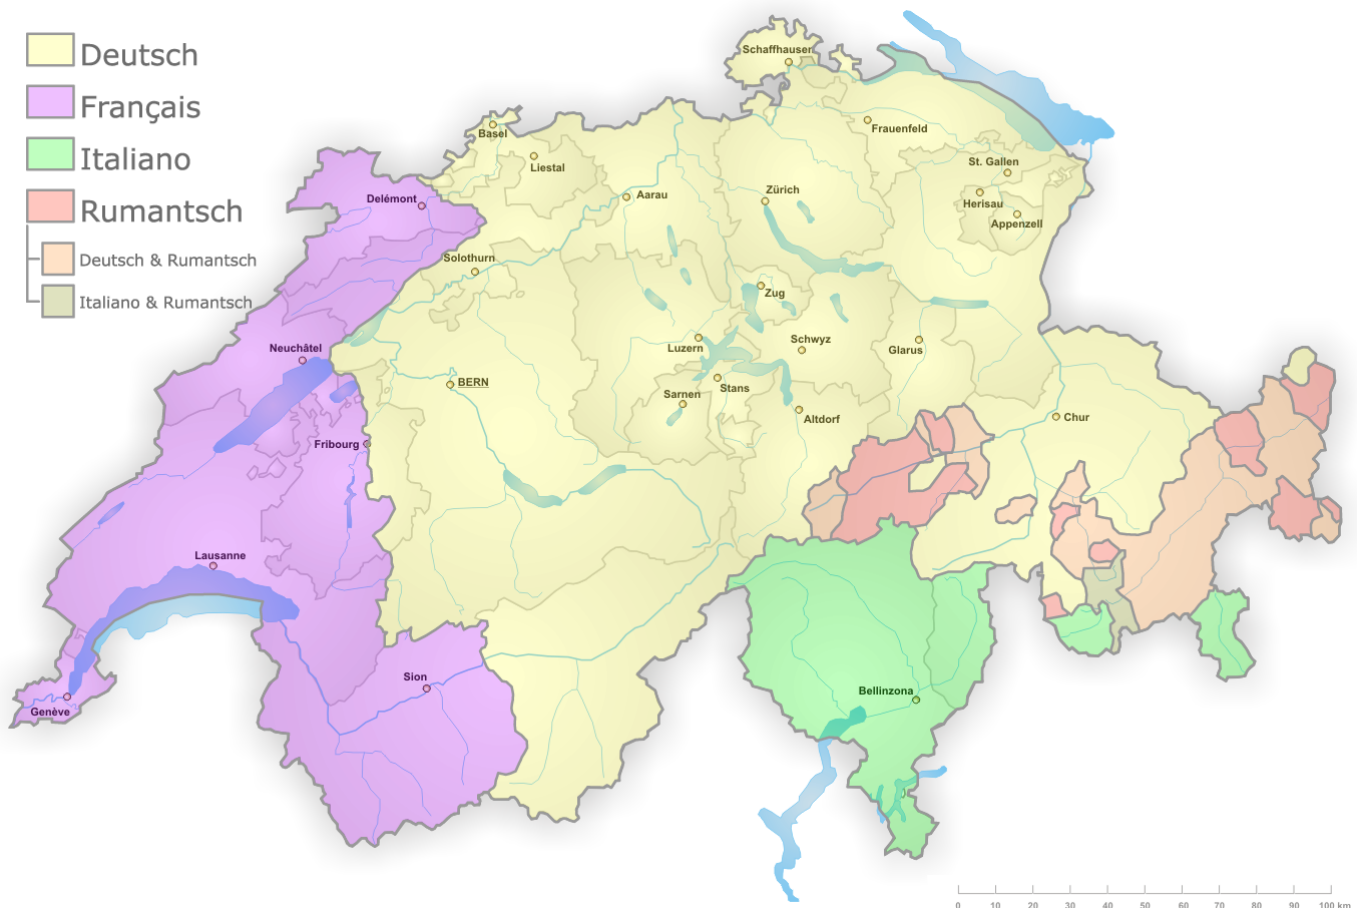 Deutsch
Français
Italiano
Rumantsch
Deutsch & Rumantsch
Italiano & Rumantsch
Schaffhausen
Basel
Frauenfeld
Liestal
St. Gallen
Delémont
Aarau
Zürich
Herisau
Appenzell
Solothurn
Zug
Neuchâtel
Luzern
Schwyz
Glarus
BERN
Stans
Sarnen
Altdorf
Chur
Fribourg
Lausanne
Sion
Bellinzona
Genève
0 10 20 30 40 50 60 70 80 90 100 km